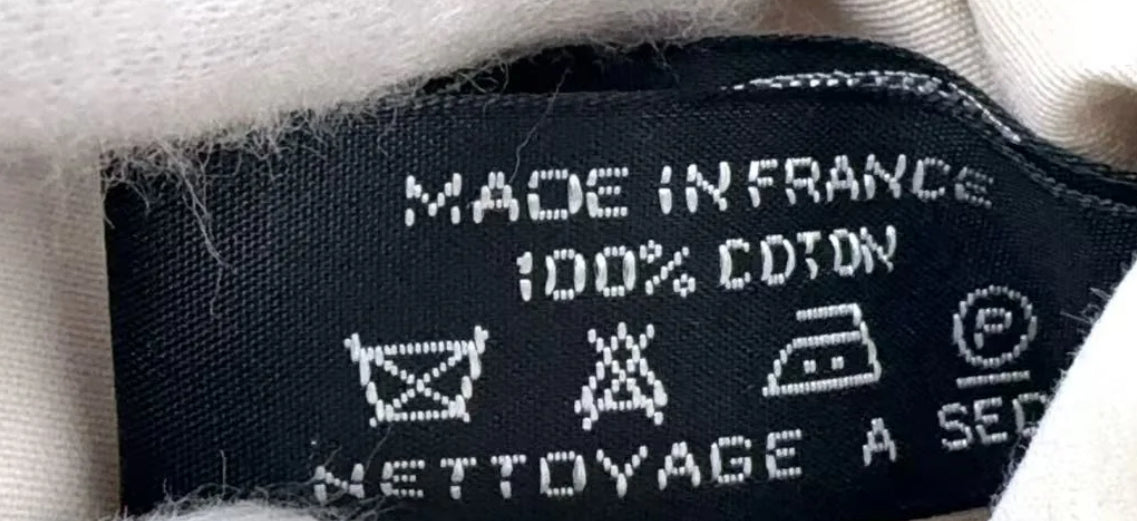 MADE IN FRANCE
100% COTON
P
NETTOYAGE A SEC